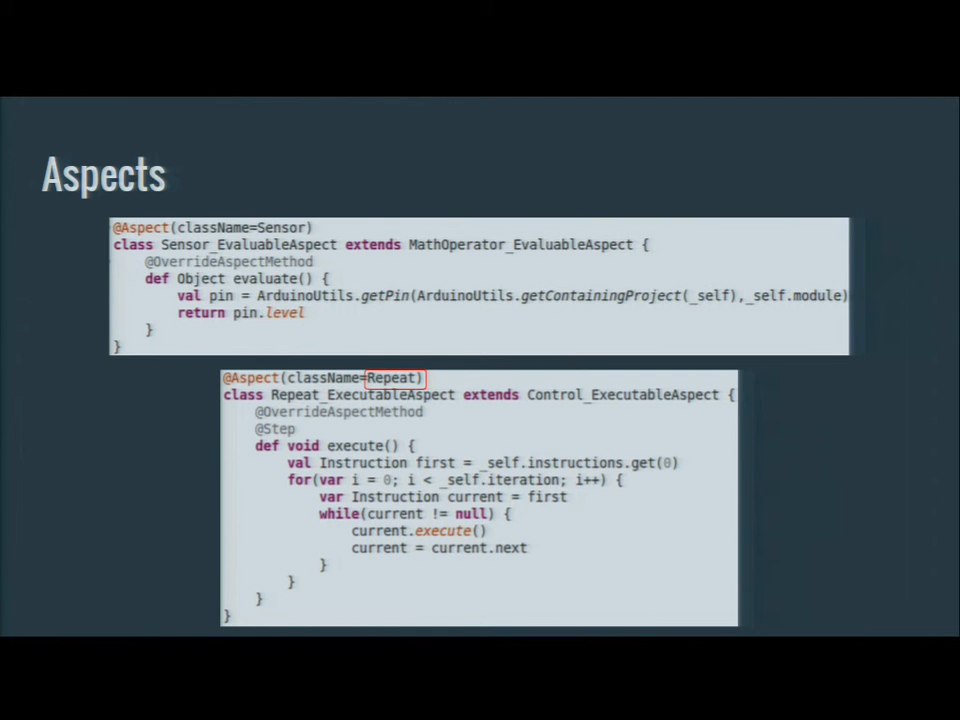 Aspects
@Aspect(className=Sensor)
class Sensor_EvaluableAspect extends MathOperator_EvaluableAspect {
@OverrideAspectMethod
def Object evaluate() {
val pin = ArduinoUtils.getPin(ArduinoUtils.getContainingProject(_self),_self.module)
return pin.level
}
}
@Aspect(className=Repeat)
class Repeat_ExecutableAspect extends Control_ExecutableAspect {
@OverrideAspectMethod
@Step
def void execute() {
val Instruction first = _self.instructions.get(0)
for(var i = 0; i < _self.iteration; i++) {
var Instruction current = first
while(current != null) {
current.execute()
current = current.next
}
}
}
}